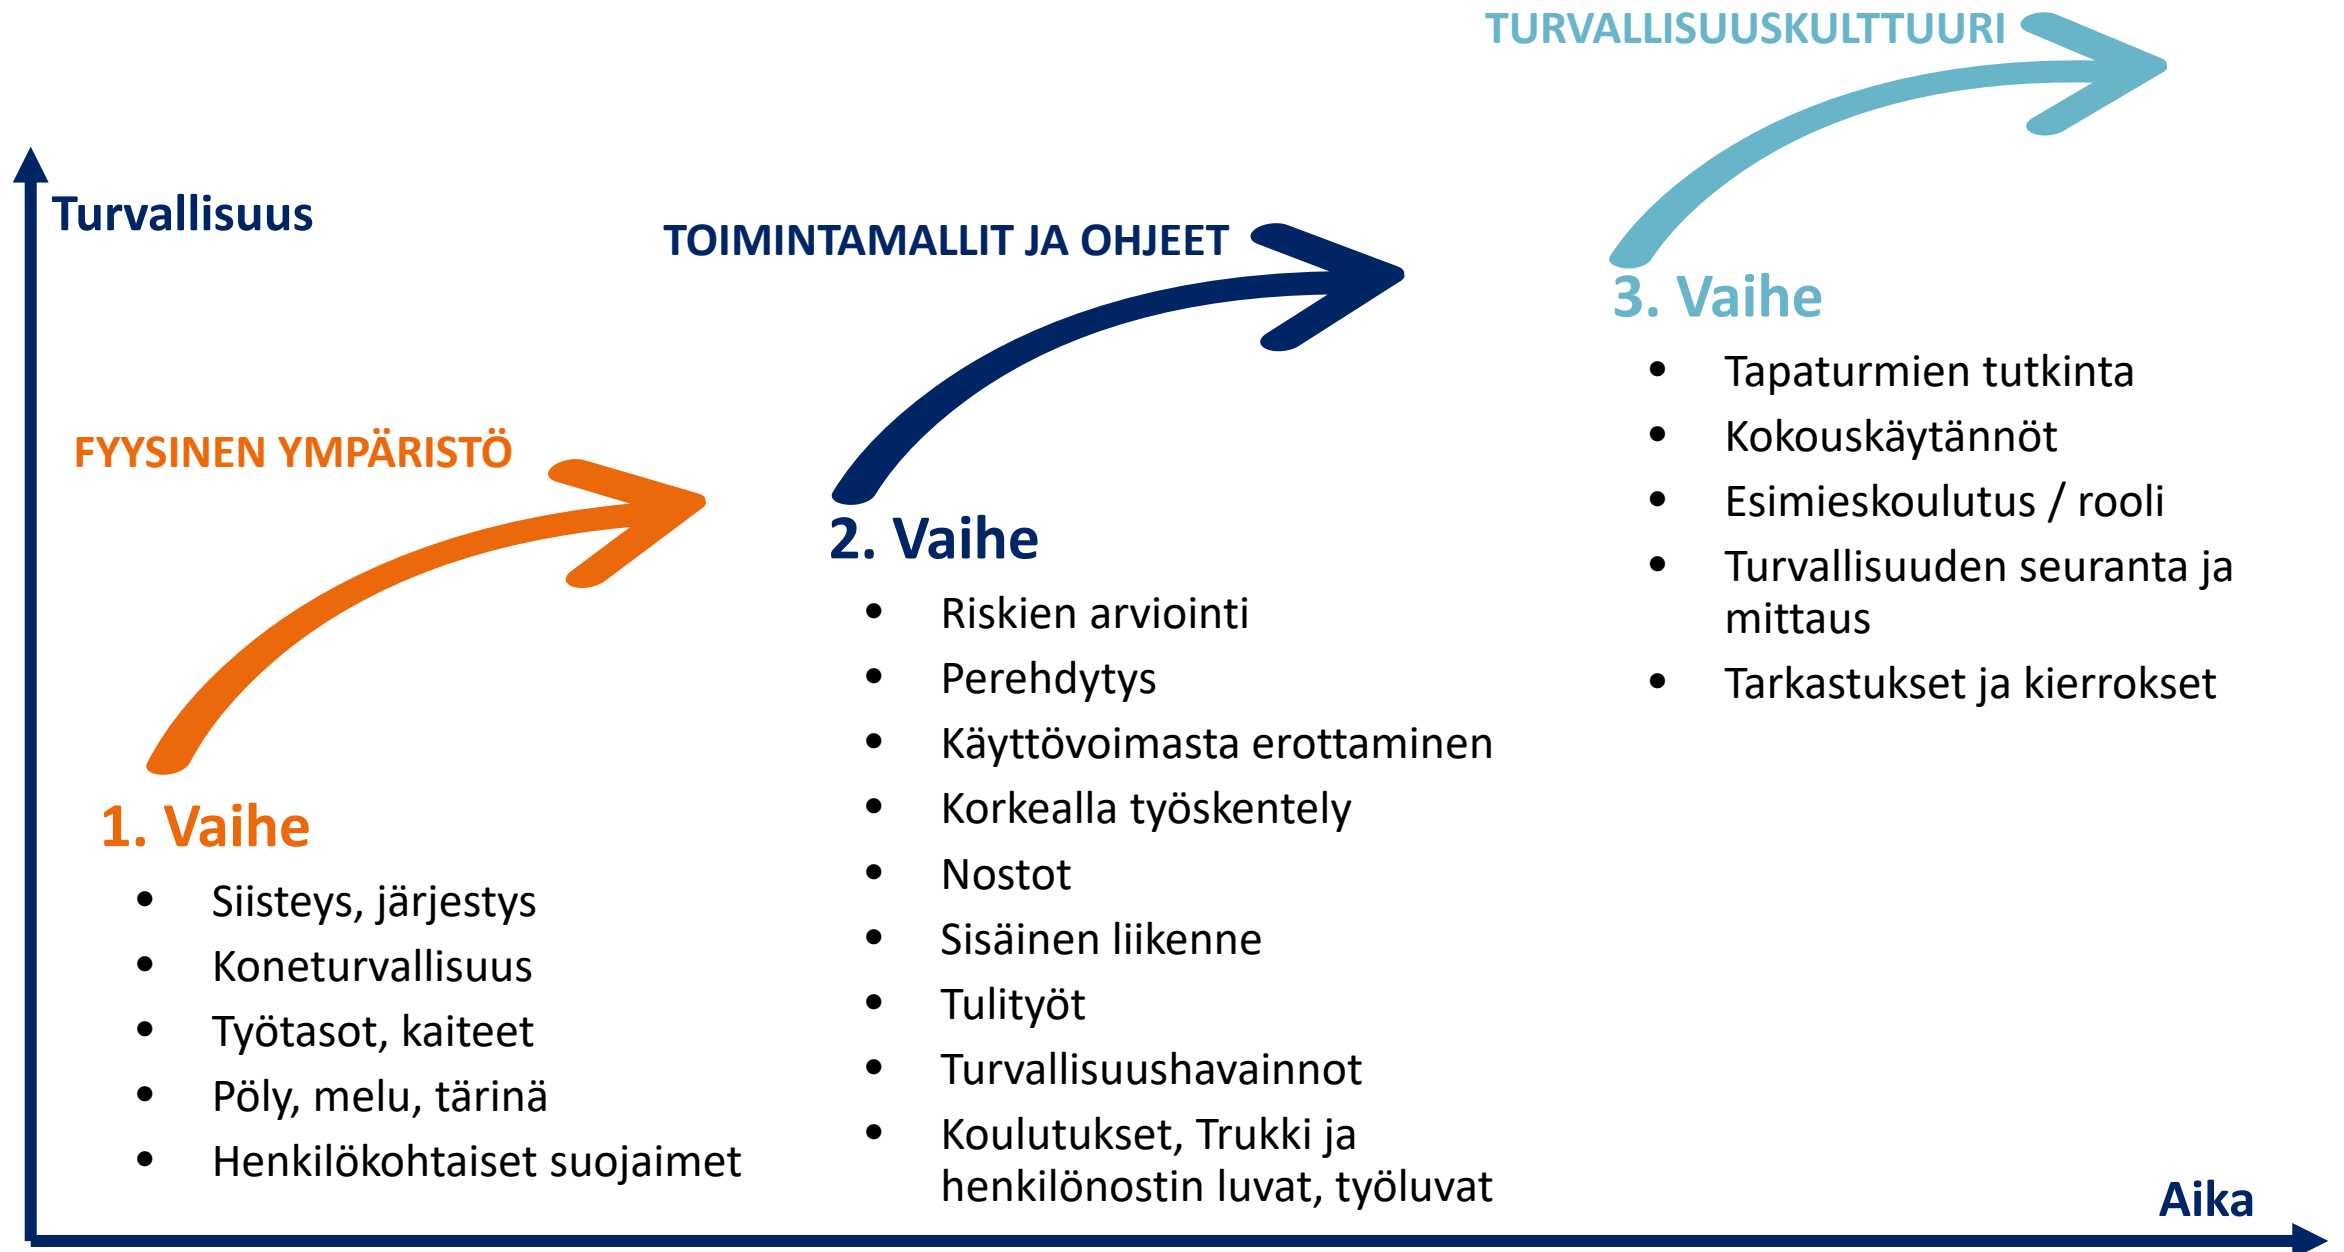 Turvallisuus
FYYSINEN YMPÄRISTÖ
1. Vaihe
• Siisteys, järjestys
• Koneturvallisuus
• Työtasot, kaiteet
• Pöly, melu, tärinä
• Henkilökohtaiset suojaimet
TOIMINTAMALLIT JA OHJEET
2. Vaihe
• Riskien arviointi
• Perehdytys
• Käyttövoimasta erottaminen
• Korkealla työskentely
• Nostot
• Sisäinen liikenne
• Tulityöt
• Turvallisuushavainnot
• Koulutukset, Trukki ja
henkilönostin luvat, työluvat
TURVALLISUUSKULTTUURI
3. Vaihe
• Tapaturmien tutkinta
• Kokouskäytännöt
• Esimieskoulutus / rooli
• Turvallisuuden seuranta ja
mittaus
• Tarkastukset ja kierrokset
Aika